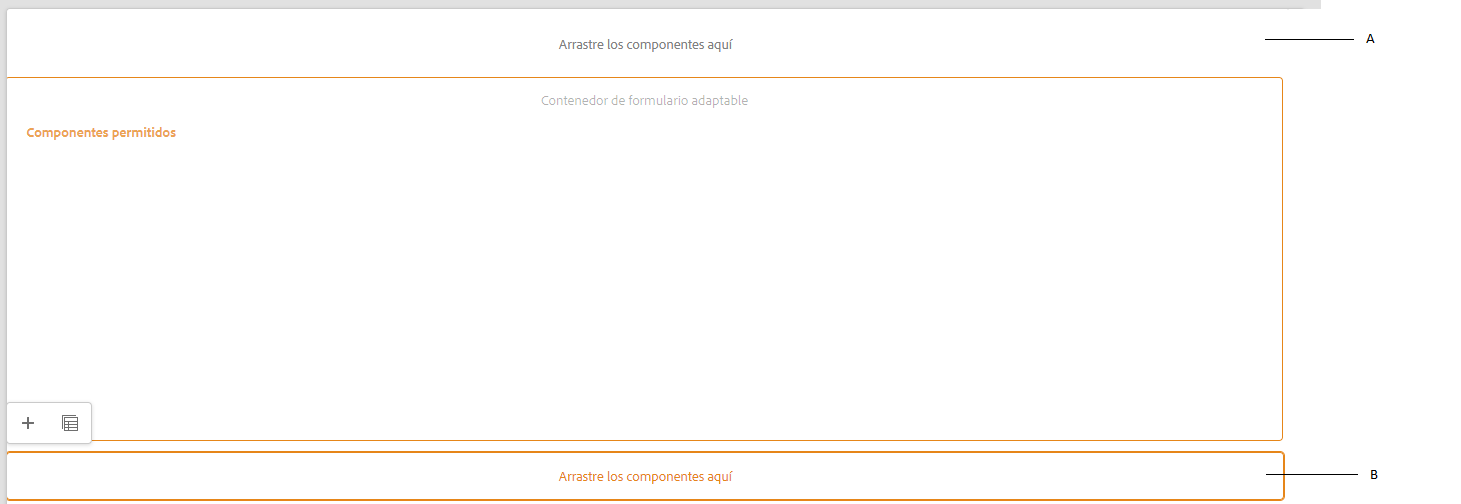 Arrastre los componentes aquí
A
Contenedor de formulario adaptable
Componentes permitidos
Arrastre los componentes aquí
B